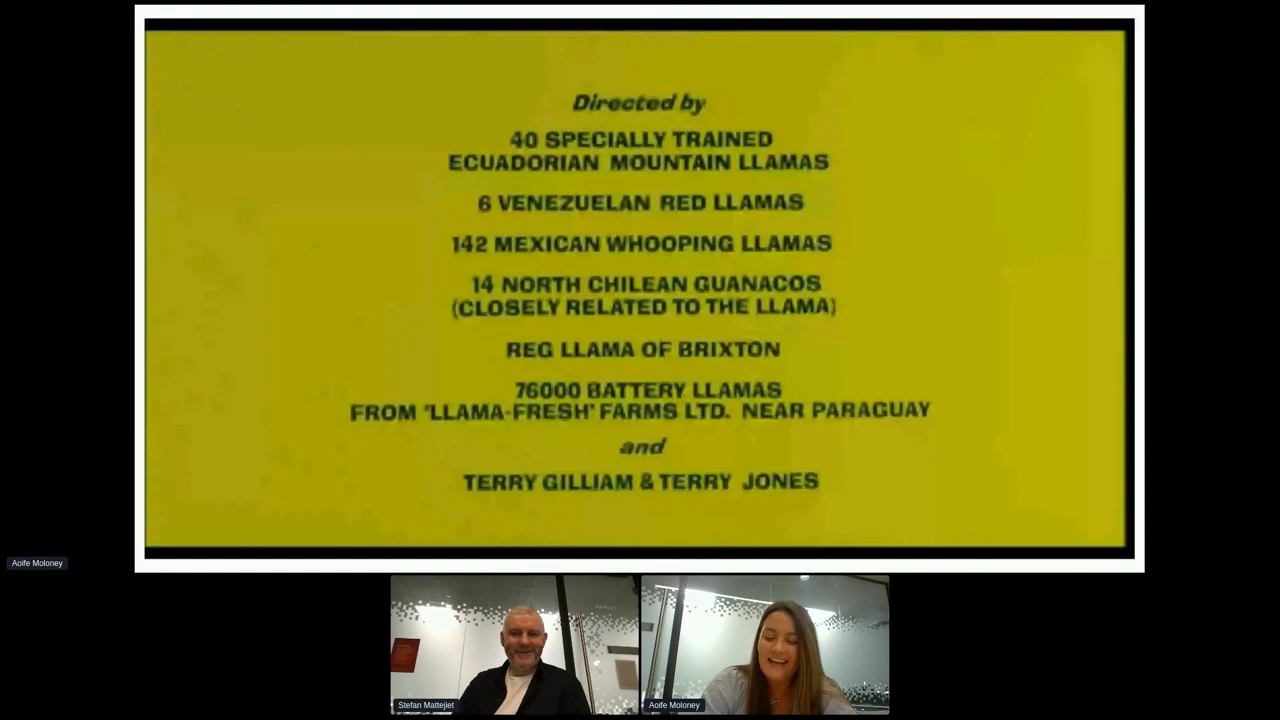 Directed by
40 SPECIALLY TRAINED
ECUADORIAN MOUNTAIN LLAMAS
6 VENEZUELAN RED LLAMAS
142 MEXICAN WHOOPING LLAMAS
14 NORTH CHILEAN GUANACOS
(CLOSELY RELATED TO THE LLAMA)
REG LLAMA OF BRIXTON
76000 BATTERY LLAMAS
FROM 'LLAMA-FRESH' FARMS LTD. NEAR PARAGUAY
and
TERRY GILLIAM & TERRY JONES
Aoife Moloney
Stefan Mattejiet
Aoife Moloney